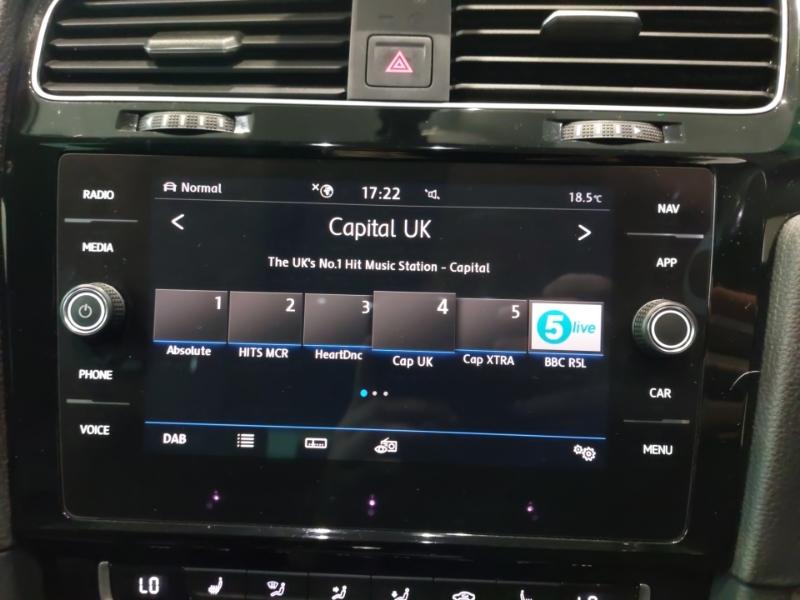 RADIO
MEDIA
PHONE
VOICE
Normal
17:22
18.5°C
<
Capital UK
>
The UK's No.1 Hit Music Station - Capital
1 2 3 4 5 5 live
Absolute HITS MCR HeartDnc Cap UK Cap XTRA BBC R5L
DAB
NAV
APP
CAR
MENU
LO
LO